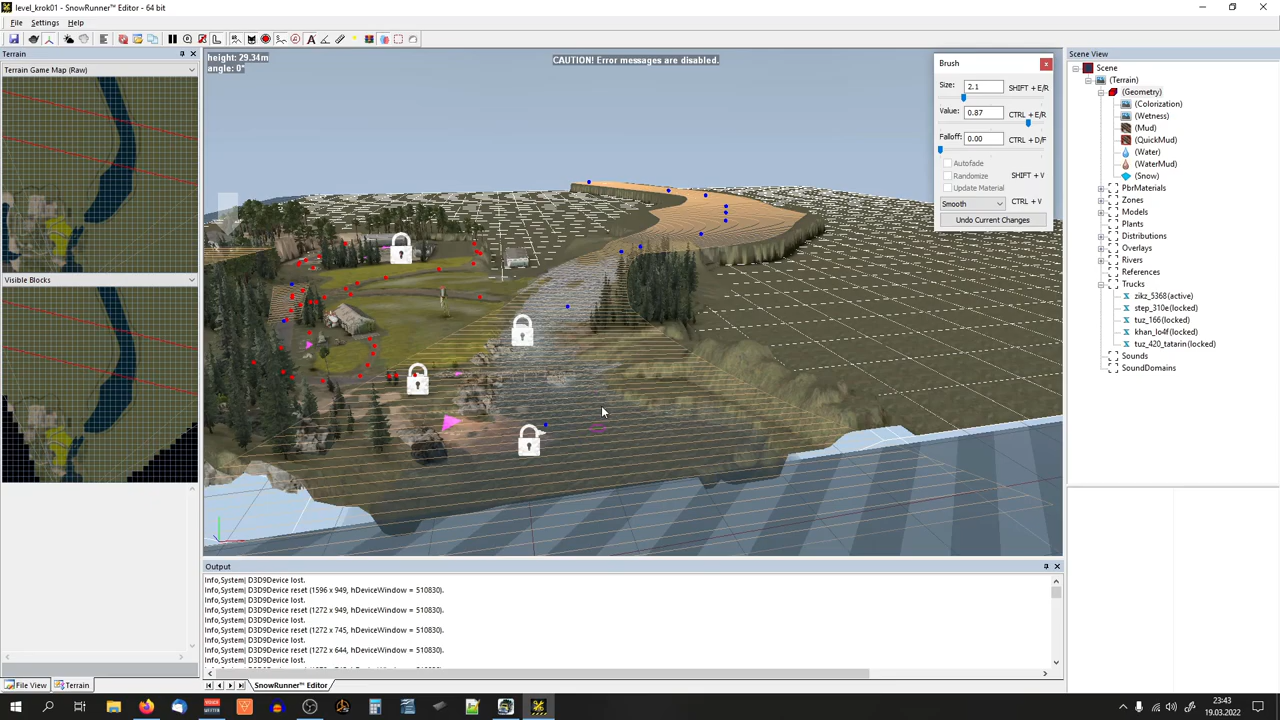 level_krok01 - SnowRunner™ Editor - 64 bit
File Settings Help
Terrain
Terrain Game Map (Raw)
Visible Blocks
File View Terrain
height: 29.34m
angle: 0°
CAUTION! Error messages are disabled.
Brush
Size: 2.1 SHIFT + E/R
Value: 0.87 CTRL + E/R
Falloff: 0.00 CTRL + D/F
Autofade
Randomize SHIFT + V
Update Material
Smooth CTRL + V
Undo Current Changes
Output
Info,System| D3D9Device lost.
Info,System| D3D9Device reset (1596 x 949, hDeviceWindow = 510830).
Info,System| D3D9Device lost.
Info,System| D3D9Device reset (1272 x 949, hDeviceWindow = 510830).
Info,System| D3D9Device lost.
Info,System| D3D9Device reset (1272 x 745, hDeviceWindow = 510830).
Info,System| D3D9Device lost.
Info,System| D3D9Device reset (1272 x 644, hDeviceWindow = 510830).
Info,System| D3D9Device lost.
SnowRunner™ Editor
Scene View
Scene
(Terrain)
(Geometry)
(Colorization)
(Wetness)
(Mud)
(QuickMud)
(Water)
(WaterMud)
(Snow)
PbrMaterials
Zones
Models
Plants
Distributions
Overlays
Rivers
References
Trucks
zikz_5368(active)
step_310e(locked)
tuz_166(locked)
khan_lo4f(locked)
tuz_420_tatarin(locked)
Sounds
SoundDomains
23:43
19.03.2022